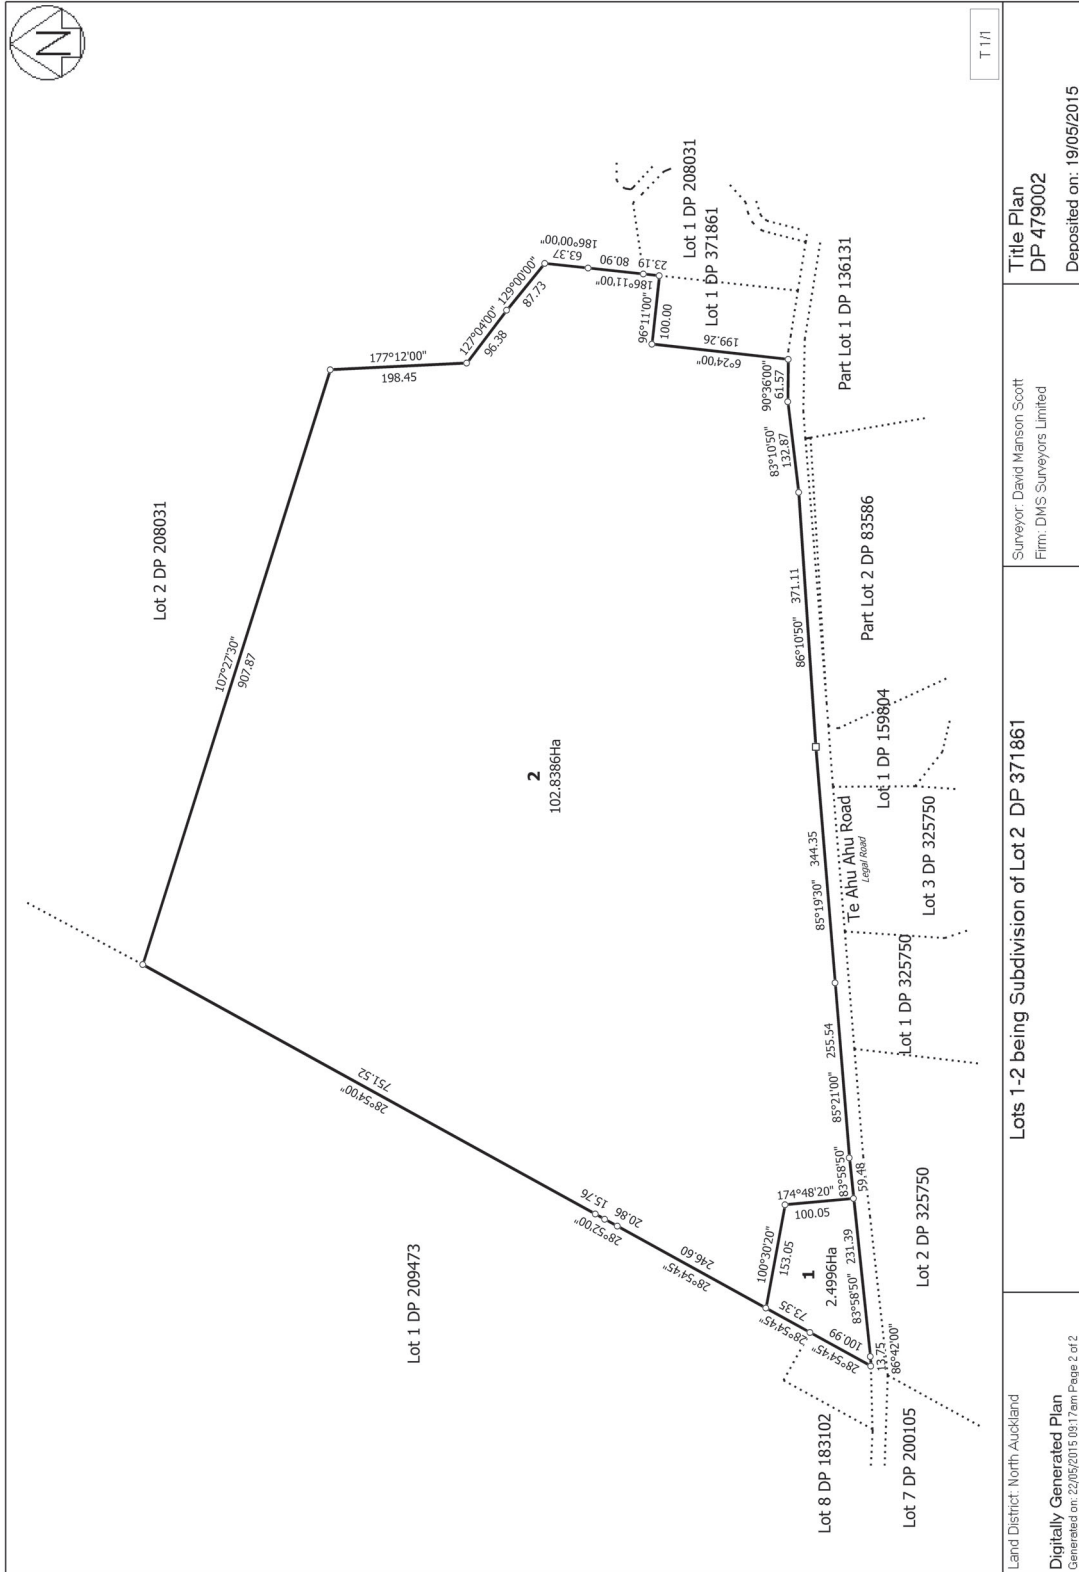 N
T 1/1
Lot 2 DP 208031
107°27'30"
907.87
177°12'00"
198.45
127°04'00"
96.38
129°00'00"
87.73
186°00'00"
63.37
80.90
186°11'00"
23.19
96°11'00"
100.00
Lot 1 DP 208031
Lot 1 DP 371861
6°24'00"
199.26
90°36'00"
61.57
83°10'50"
132.87
Part Lot 1 DP 136131
86°10'50"
371.11
Part Lot 2 DP 83586
2
102.8386Ha
85°19'30"
344.35
Te Ahu Ahu Road
Legal Road
Lot 1 DP 159804
Lot 3 DP 325750
Lot 1 DP 325750
85°21'00"
255.54
83°58'50"
59.48
Lot 2 DP 325750
28°54'00"
751.52
15.76
28°52'00"
20.86
28°54'45"
246.60
Lot 1 DP 209473
174°48'20"
100.05
100°30'20"
153.05
1
2.4996Ha
83°58'50"
231.39
73.35
28°54'45"
100.99
28°54'45"
13.75
86°42'00"
Lot 8 DP 183102
Lot 7 DP 200105
Land District: North Auckland
Digitally Generated Plan
Generated on: 22/05/2015 09:17am Page 2 of 2
Lots 1-2 being Subdivision of Lot 2 DP 371861
Surveyor: David Manson Scott
Firm: DMS Surveyors Limited
Title Plan
DP 479002
Deposited on: 19/05/2015